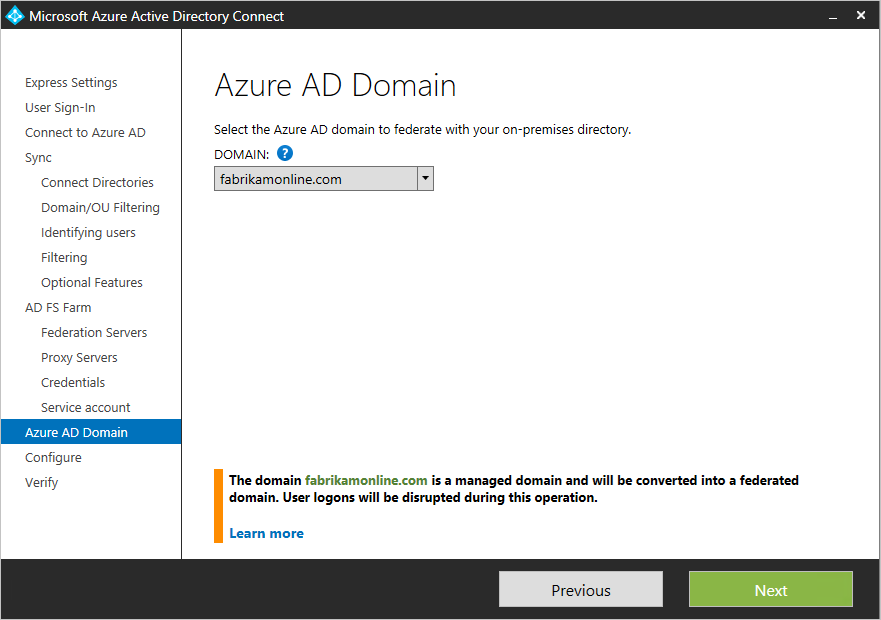 Microsoft Azure Active Directory Connect
Express Settings
User Sign-In
Connect to Azure AD
Sync
Connect Directories
Domain/OU Filtering
Identifying users
Filtering
Optional Features
AD FS Farm
Federation Servers
Proxy Servers
Credentials
Service account
Azure AD Domain
Configure
Verify
Azure AD Domain
Select the Azure AD domain to federate with your on-premises directory.
DOMAIN: ?
fabrikamonline.com
The domain fabrikamonline.com is a managed domain and will be converted into a federated
domain. User logons will be disrupted during this operation.
Learn more
Previous
Next